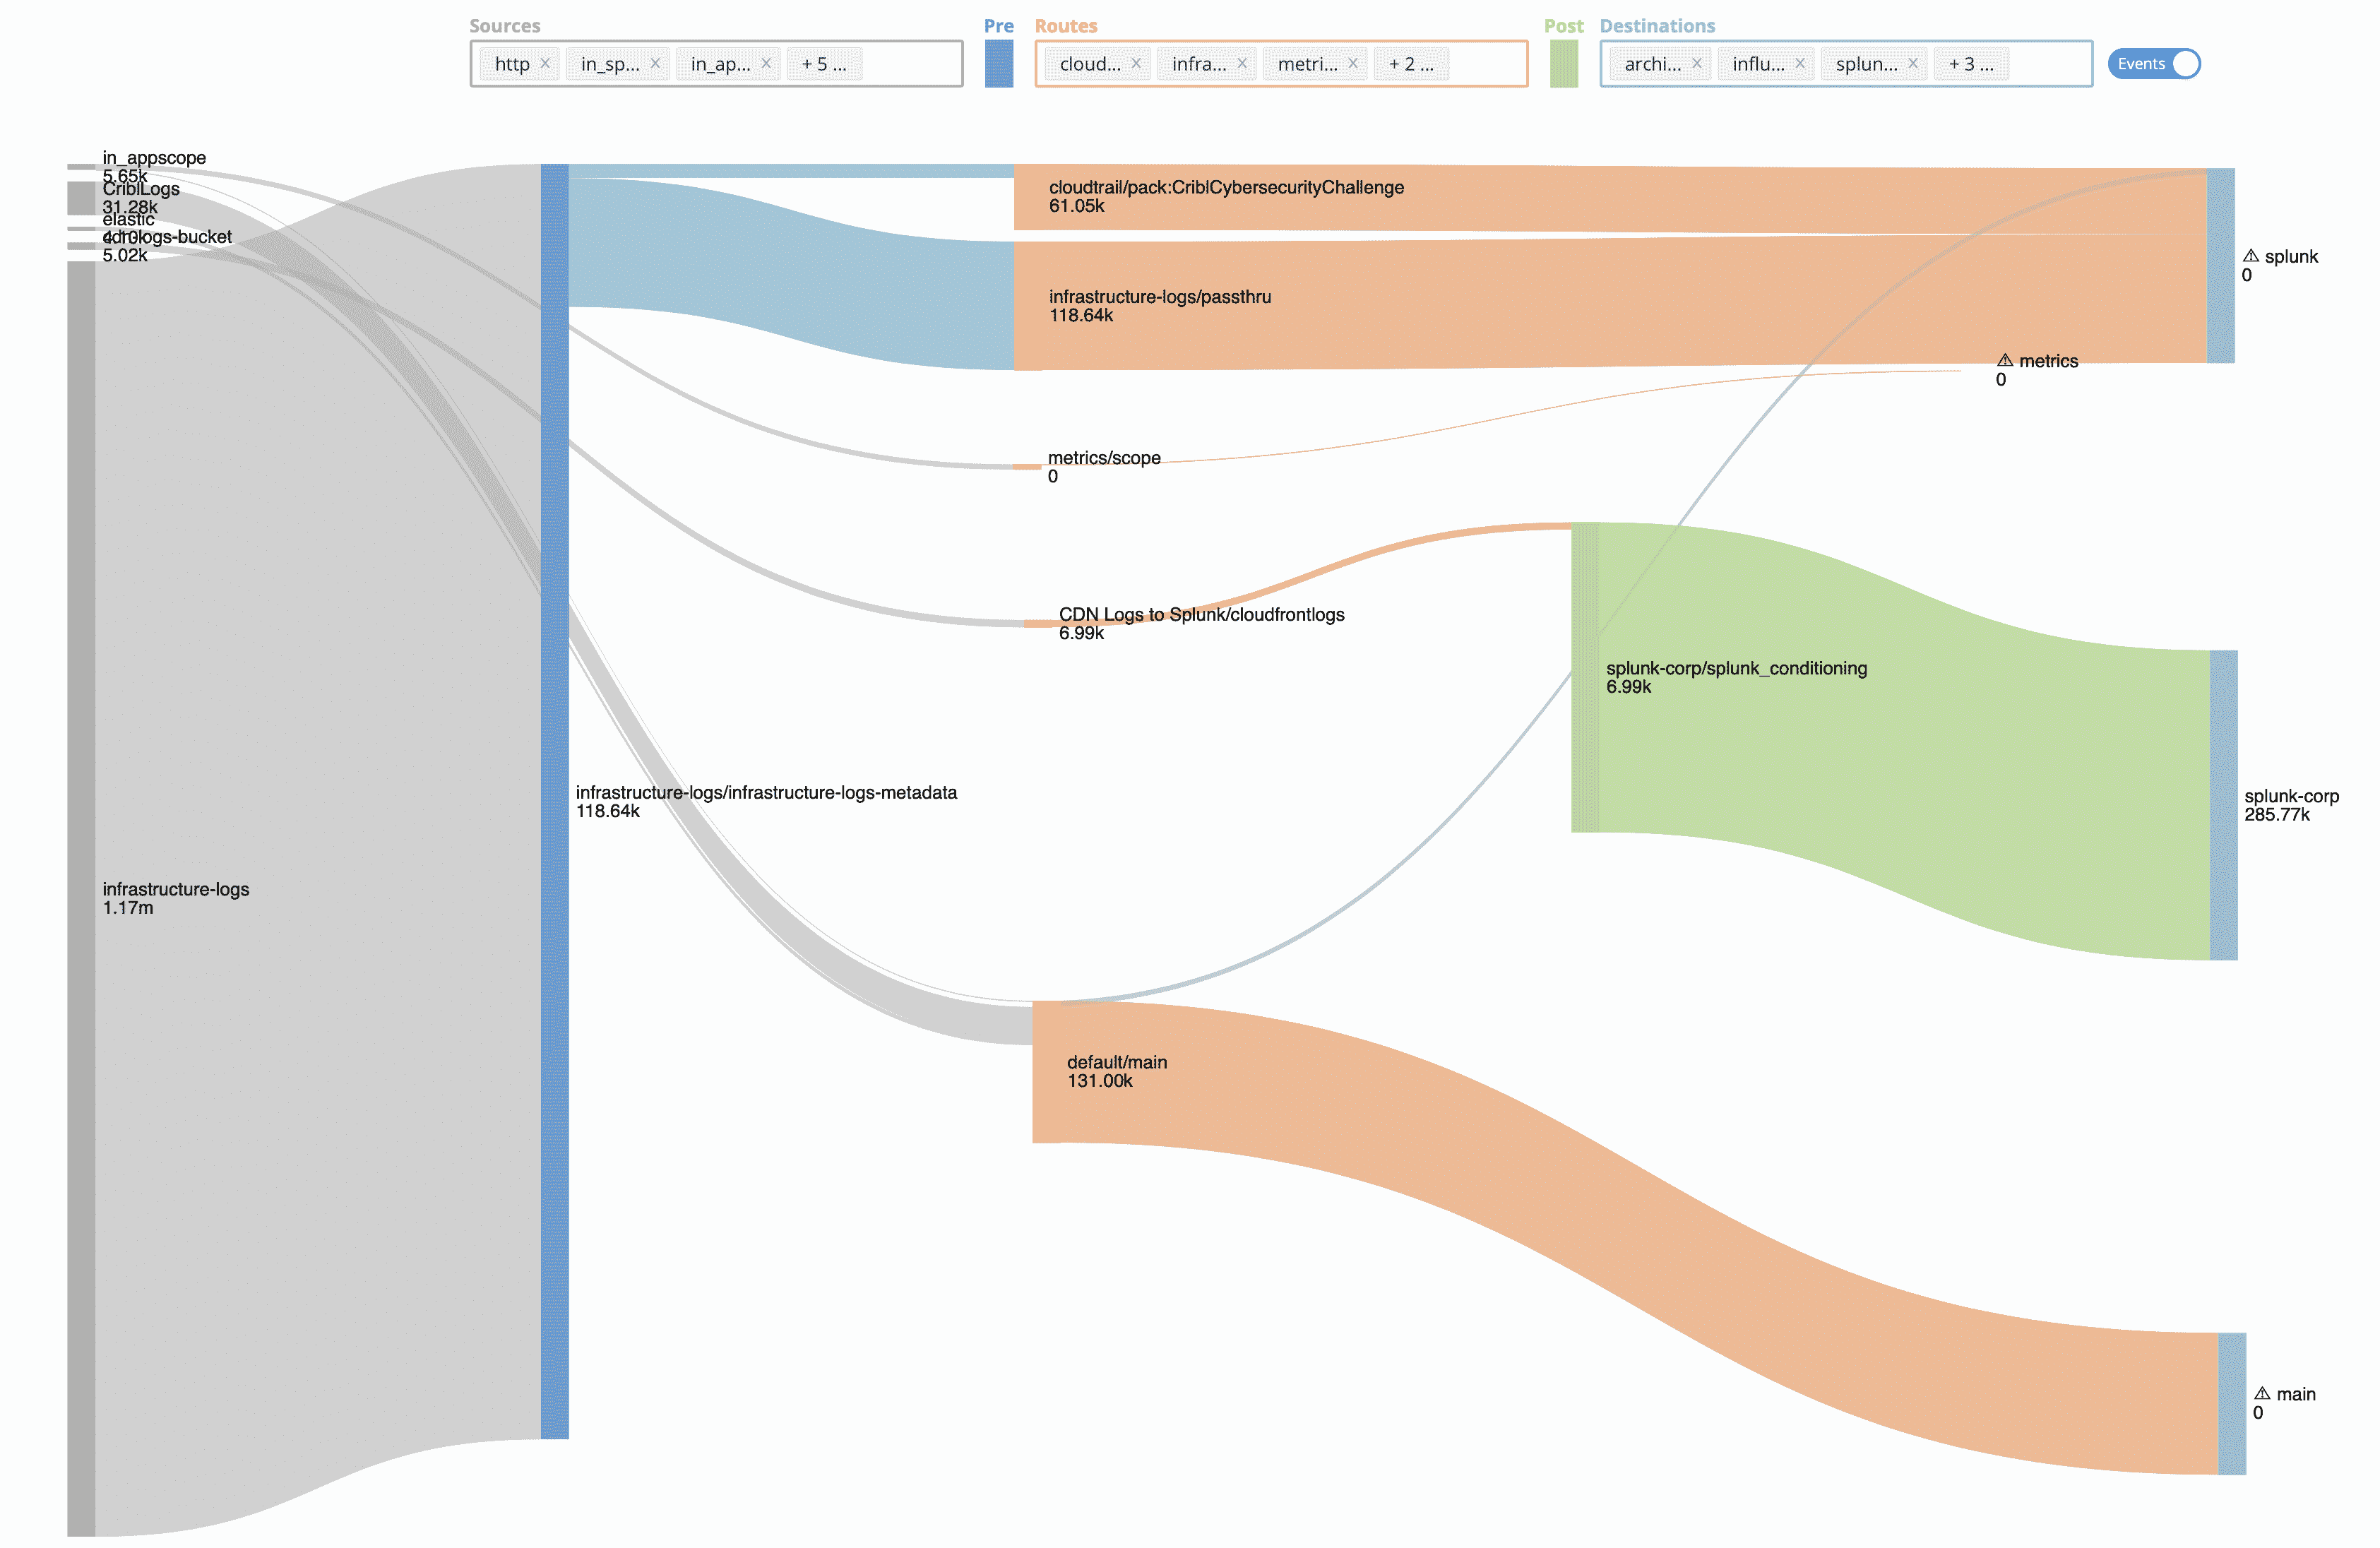 Sources Pre Routes Post Destinations
http × in_sp... × in_ap... × + 5 ... cloud... × infra... × metri... × + 2 ... archi... × influ... × splun... × + 3 ... Events
in_appscope
5.65k
CriblLogs
31.28k
elastic
cdnlogs-bucket
5.02k
infrastructure-logs
1.17m
infrastructure-logs/infrastructure-logs-metadata
118.64k
cloudtrail/pack:CriblCybersecurityChallenge
61.05k
infrastructure-logs/passthru
118.64k
metrics/scope
0
CDN Logs to Splunk/cloudfrontlogs
6.99k
default/main
131.00k
splunk-corp/splunk_conditioning
6.99k
⚠ splunk
0
⚠ metrics
0
splunk-corp
285.77k
⚠ main
0